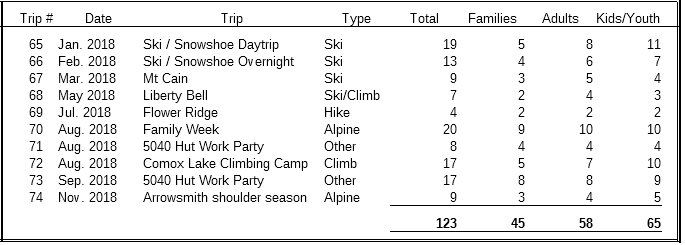 Trip # Date Trip Type Total Families Adults Kids/Youth
65 Jan. 2018 Ski / Snowshoe Daytrip Ski 19 5 8 11
66 Feb. 2018 Ski / Snowshoe Overnight Ski 13 4 6 7
67 Mar. 2018 Mt Cain Ski 9 3 5 4
68 May 2018 Liberty Bell Ski/Climb 7 2 4 3
69 Jul. 2018 Flower Ridge Hike 4 2 2 2
70 Aug. 2018 Family Week Alpine 20 9 10 10
71 Aug. 2018 5040 Hut Work Party Other 8 4 4 4
72 Aug. 2018 Comox Lake Climbing Camp Climb 17 5 7 10
73 Sep. 2018 5040 Hut Work Party Other 17 8 8 9
74 Nov. 2018 Arrowsmith shoulder season Alpine 9 3 4 5
123 45 58 65